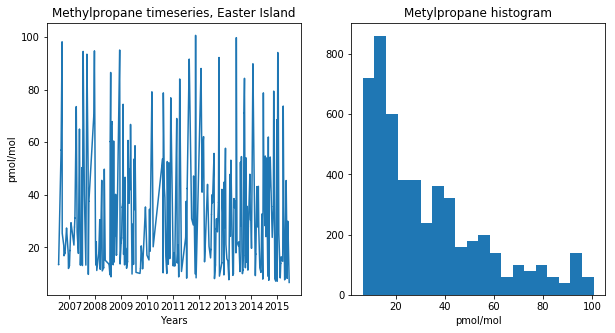 Methylpropane timeseries, Easter Island
pmol/mol
100
80
60
40
20
2007 2008 2009 2010 2011 2012 2013 2014 2015
Years
Metylpropane histogram
800
600
400
200
0
20 40 60 80 100
pmol/mol